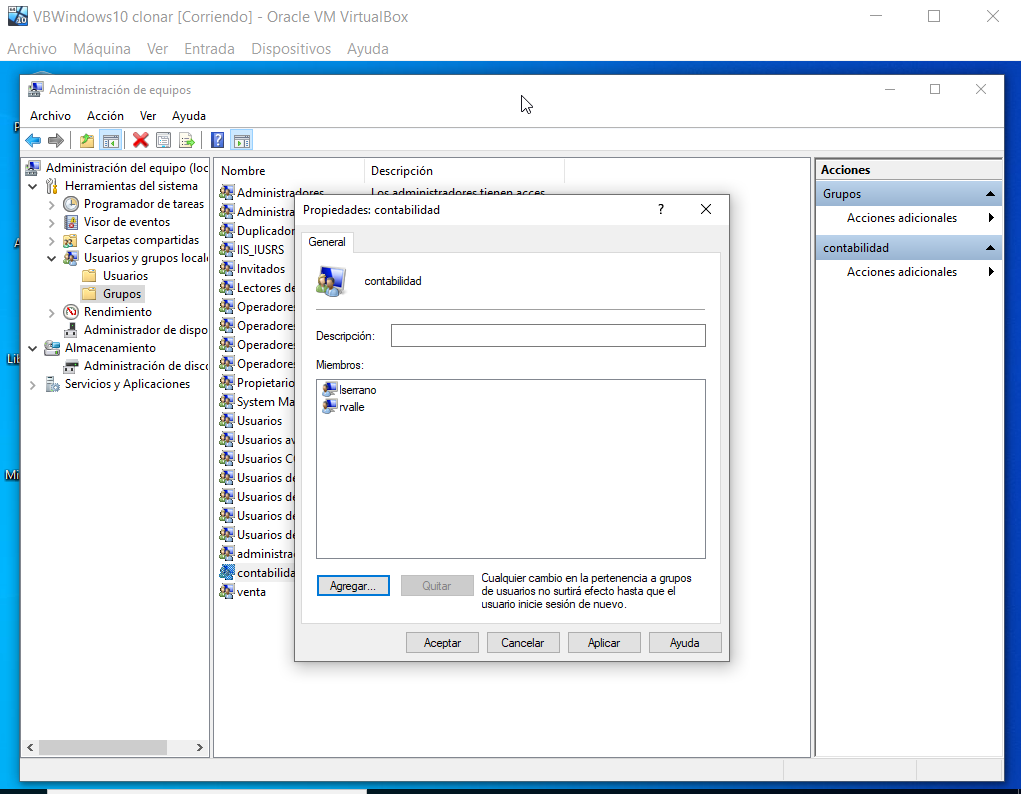 VBWindows10 clonar [Corriendo] - Oracle VM VirtualBox
Archivo Máquina Ver Entrada Dispositivos Ayuda
Administración de equipos
Archivo Acción Ver Ayuda
Administración del equipo (loc
Herramientas del sistema
Programador de tareas
Visor de eventos
Carpetas compartidas
Usuarios y grupos local
Usuarios
Grupos
Rendimiento
Administrador de dispo
Almacenamiento
Administración de disco
Servicios y Aplicaciones
Nombre Descripción
Administradores Los administradores tienen acces
Administra
Duplicador
IIS_IUSRS
Invitados
Lectores de
Operadores
Operadores
Operadores
Operadores
Propietario
System Ma
Usuarios
Usuarios av
Usuarios C
Usuarios de
Usuarios de
Usuarios de
Usuarios de
administrac
contabilida
venta
Propiedades: contabilidad
General
contabilidad
Descripción:
Miembros:
lserrano
rvalle
Agregar... Quitar
Cualquier cambio en la pertenencia a grupos
de usuarios no surtirá efecto hasta que el
usuario inicie sesión de nuevo.
Aceptar Cancelar Aplicar Ayuda
Acciones
Grupos
Acciones adicionales
contabilidad
Acciones adicionales
Lib
Mi